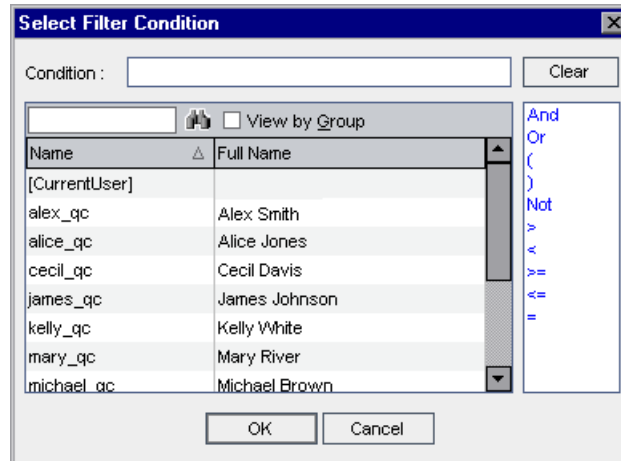 Select Filter Condition
Condition :
Clear
View by Group
Name Full Name
[CurrentUser]
alex_qc Alex Smith
alice_qc Alice Jones
cecil_qc Cecil Davis
james_qc James Johnson
kelly_qc Kelly White
mary_qc Mary River
michael_qc Michael Brown
And
Or
(
)
Not
>
<
>=
<=
=
OK Cancel